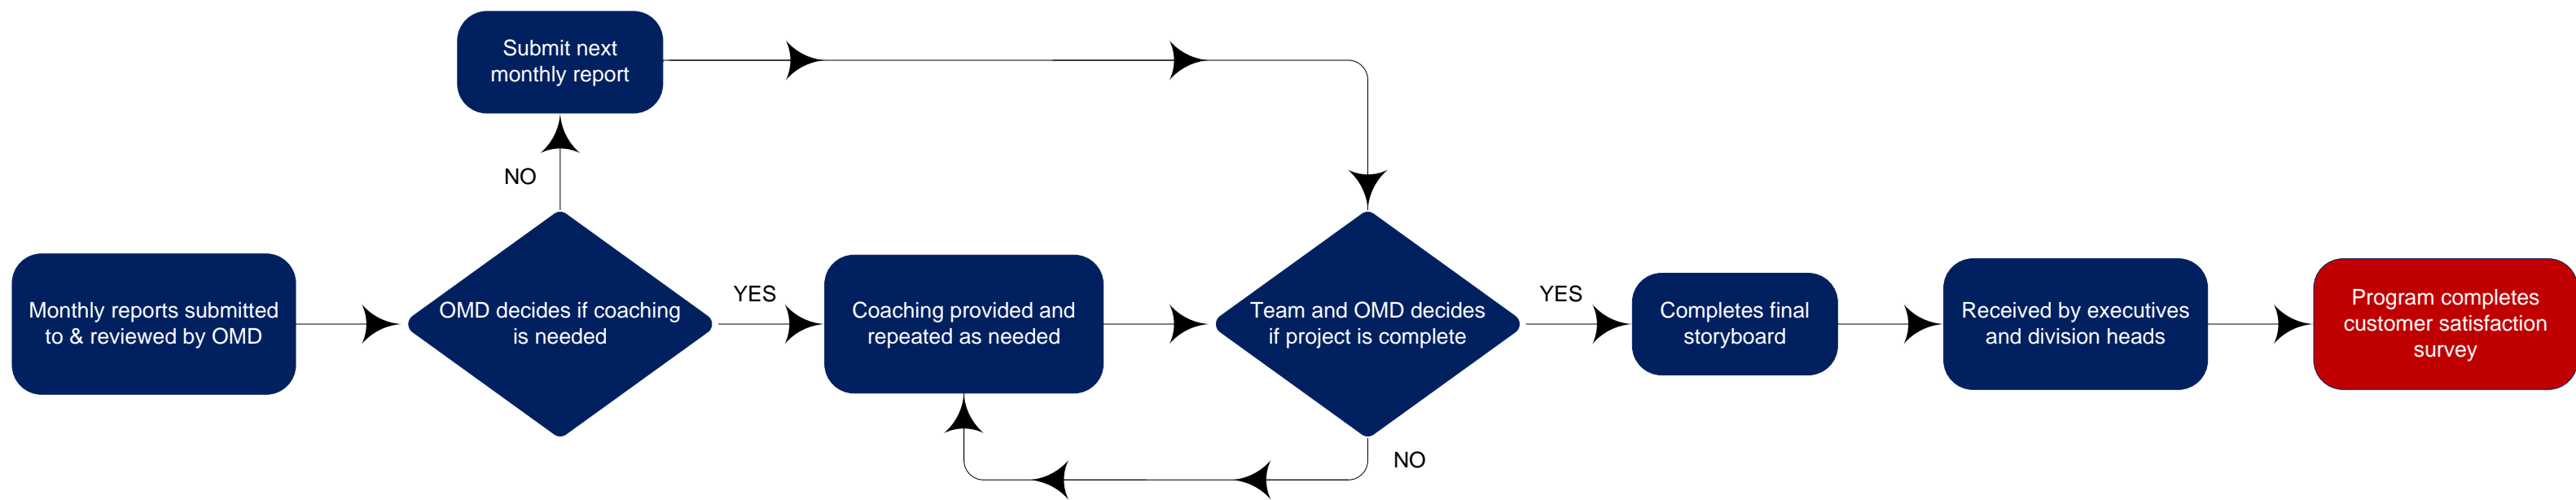 Submit next
monthly report
NO
Monthly reports submitted
to & reviewed by OMD
OMD decides if coaching
is needed
YES
Coaching provided and
repeated as needed
Team and OMD decides
if project is complete
YES
Completes final
storyboard
Received by executives
and division heads
Program completes
customer satisfaction
survey
NO